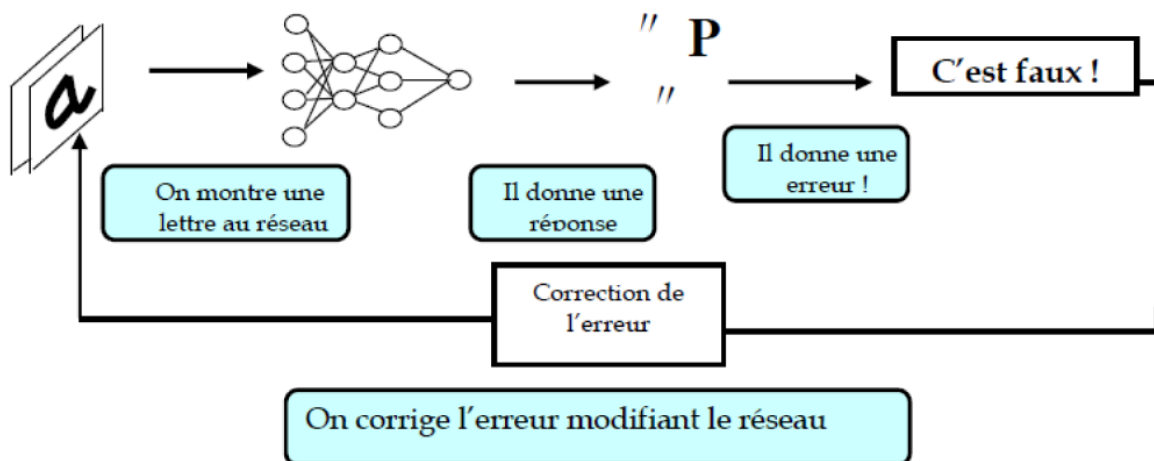 a
" P
"
C'est faux !
On montre une
lettre au réseau
Il donne une
réponse
Il donne une
erreur !
Correction de
l'erreur
On corrige l'erreur modifiant le réseau